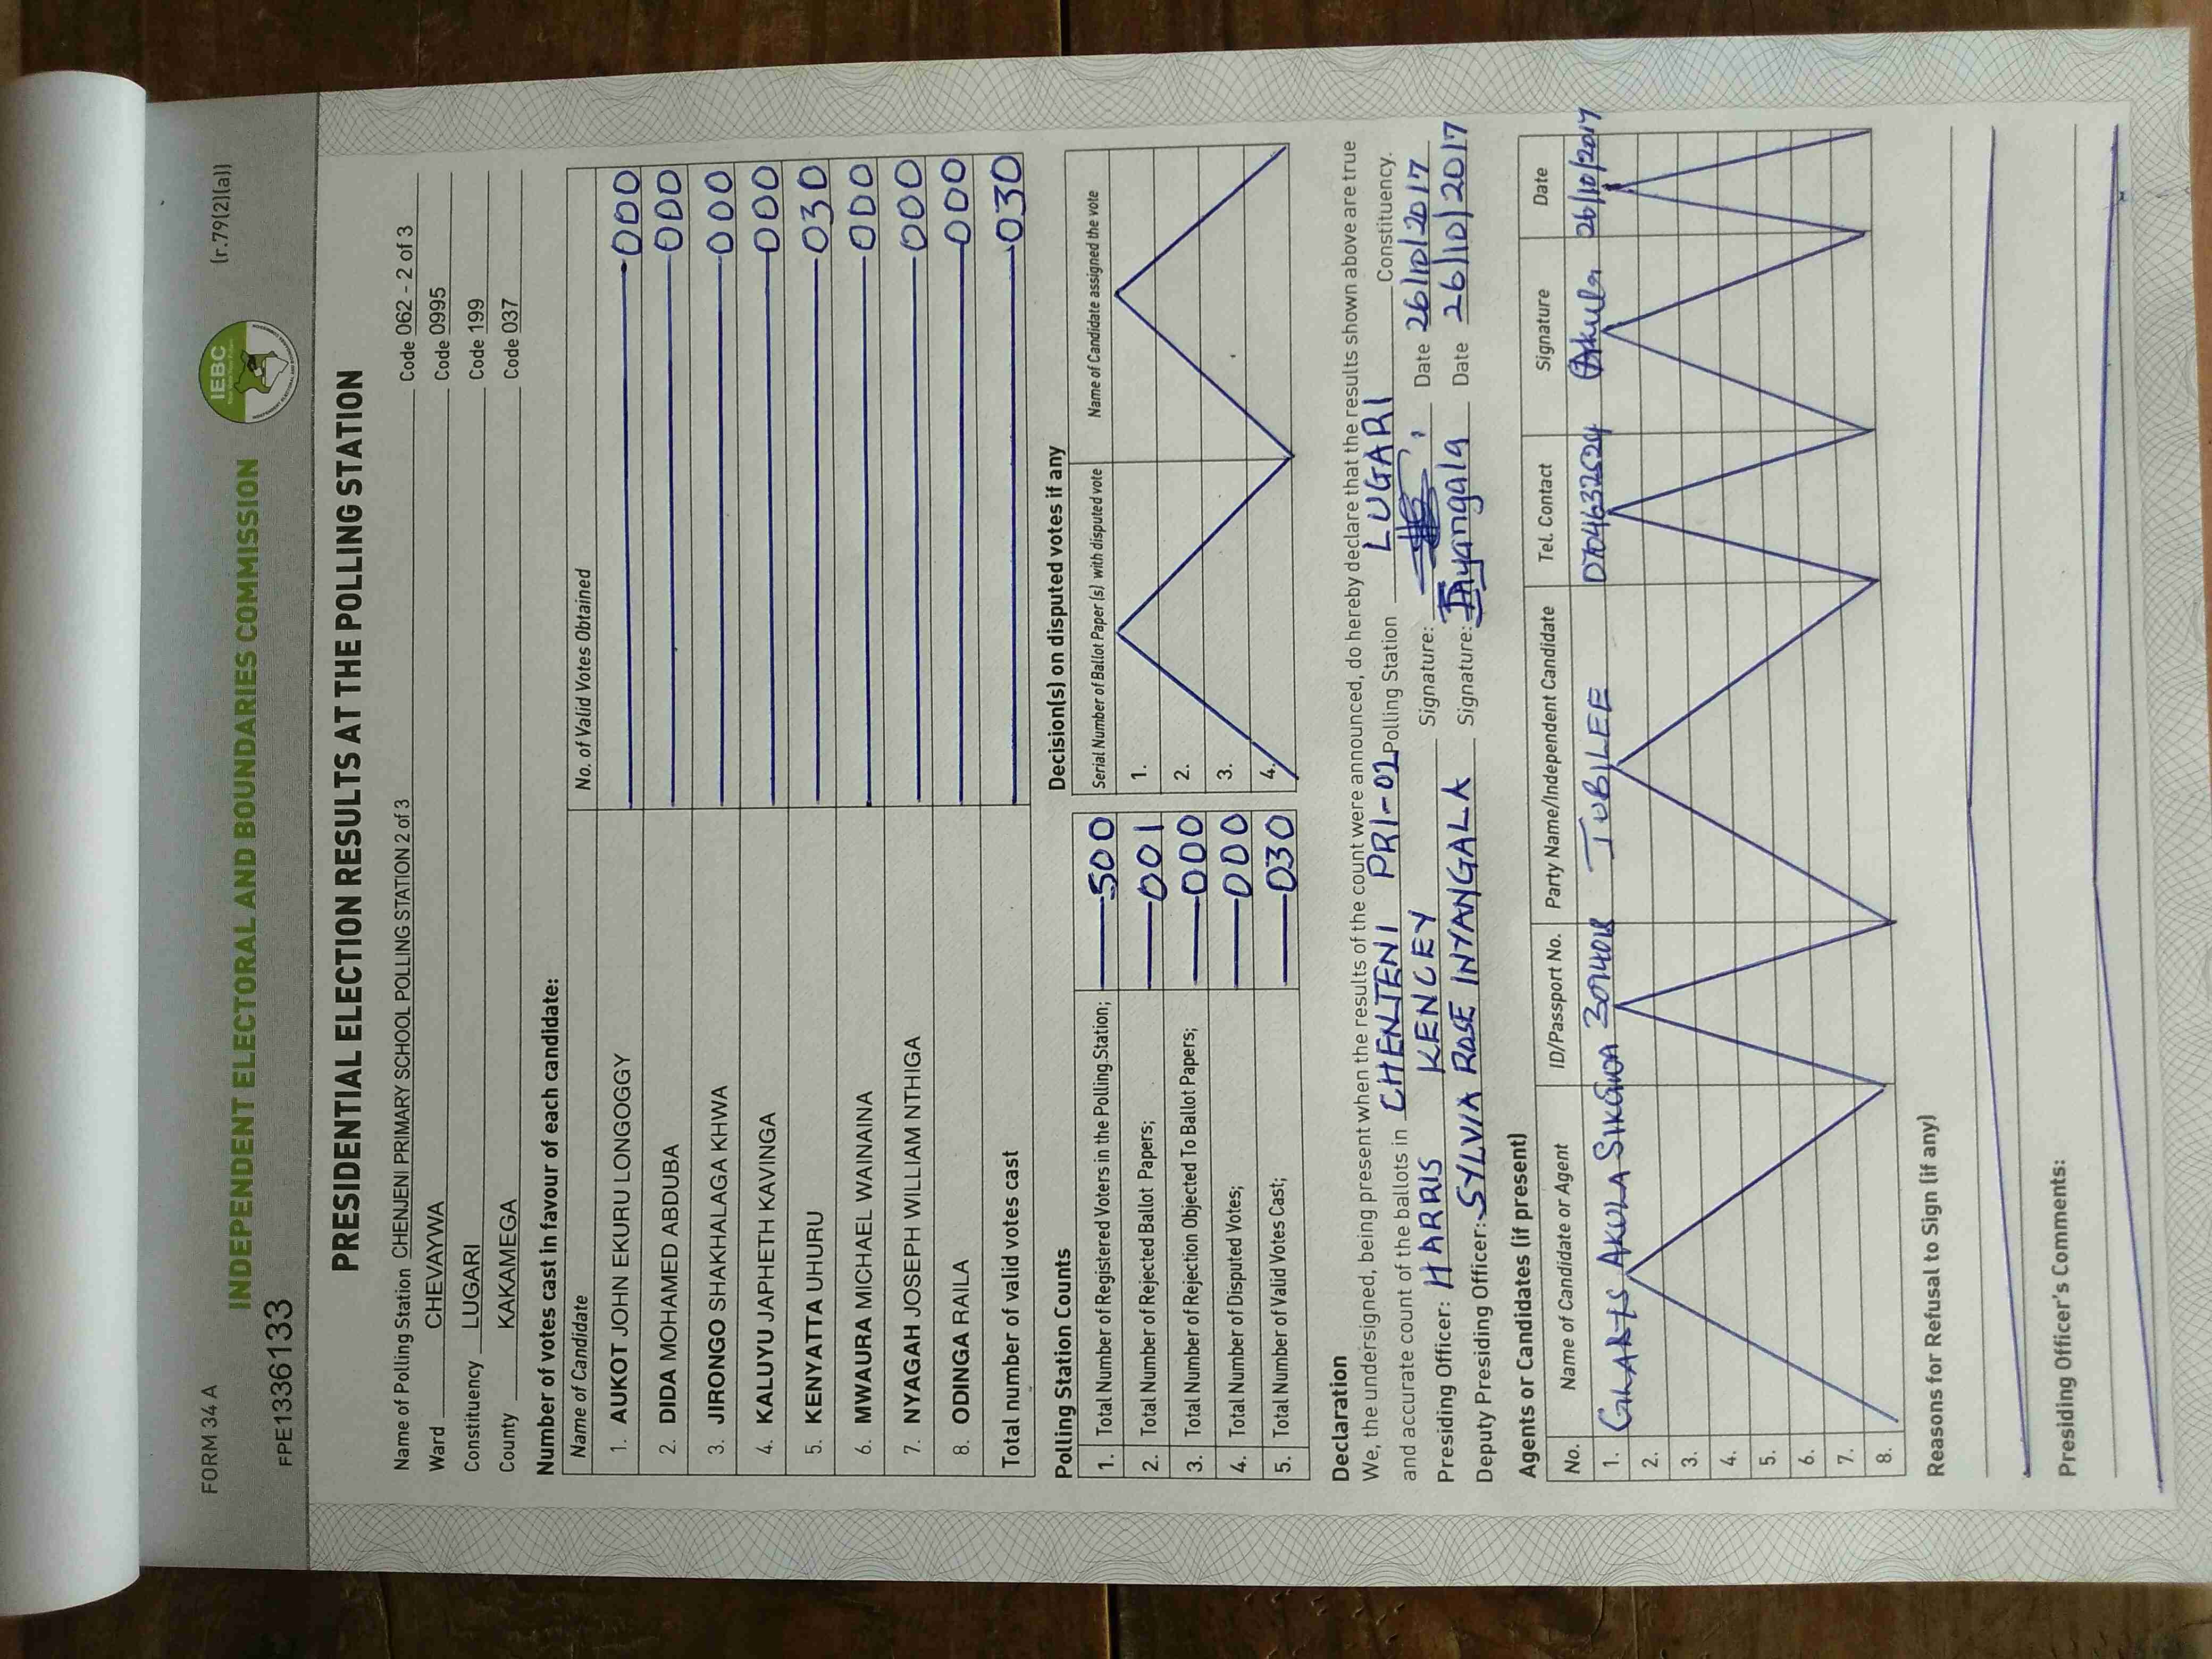 FORM 34 A
(r.79(2)(a))
INDEPENDENT ELECTORAL AND BOUNDARIES COMMISSION
IEBC
FPE1336133
PRESIDENTIAL ELECTION RESULTS AT THE POLLING STATION
Name of Polling Station CHENJENI PRIMARY SCHOOL POLLING STATION 2 of 3 Code 062 - 2 of 3
Ward CHEVAYWA Code 0995
Constituency LUGARI Code 199
County KAKAMEGA Code 037
Number of votes cast in favour of each candidate:
Name of Candidate No. of Valid Votes Obtained
1. AUKOT JOHN EKURU LONGOGGY 000
2. DIDA MOHAMED ABDUBA 000
3. JIRONGO SHAKHALAGA KHWA 000
4. KALUYU JAPHETH KAVINGA 000
5. KENYATTA UHURU 030
6. MWAURA MICHAEL WAINAINA 000
7. NYAGAH JOSEPH WILLIAM NTHIGA 000
8. ODINGA RAILA 000
Total number of valid votes cast 030
Polling Station Counts
1. Total Number of Registered Voters in the Polling Station; 500
2. Total Number of Rejected Ballot Papers; 001
3. Total Number of Rejection Objected To Ballot Papers; 000
4. Total Number of Disputed Votes; 000
5. Total Number of Valid Votes Cast; 030
Decision(s) on disputed votes if any
Serial Number of Ballot Paper (s) with disputed vote Name of Candidate assigned the vote
1.
2.
3.
4.
Declaration
We, the undersigned, being present when the results of the count were announced, do hereby declare that the results shown above are true
and accurate count of the ballots in CHENJENI PRI-02 Polling Station LUGARI Constituency.
Presiding Officer: HARRIS KENCEY Signature: Date 26/10/2017
Deputy Presiding Officer: SYLVIA ROSE INYANGALA Signature: Inyangala Date 26/10/2017
Agents or Candidates (if present)
No. Name of Candidate or Agent ID/Passport No. Party Name/Independent Candidate Tel. Contact Signature Date
1. AKOLA JUBILEE Akula 26/10/2017
2.
3.
4.
5.
6.
7.
8.
Reasons for Refusal to Sign (if any)
Presiding Officer's Comments: